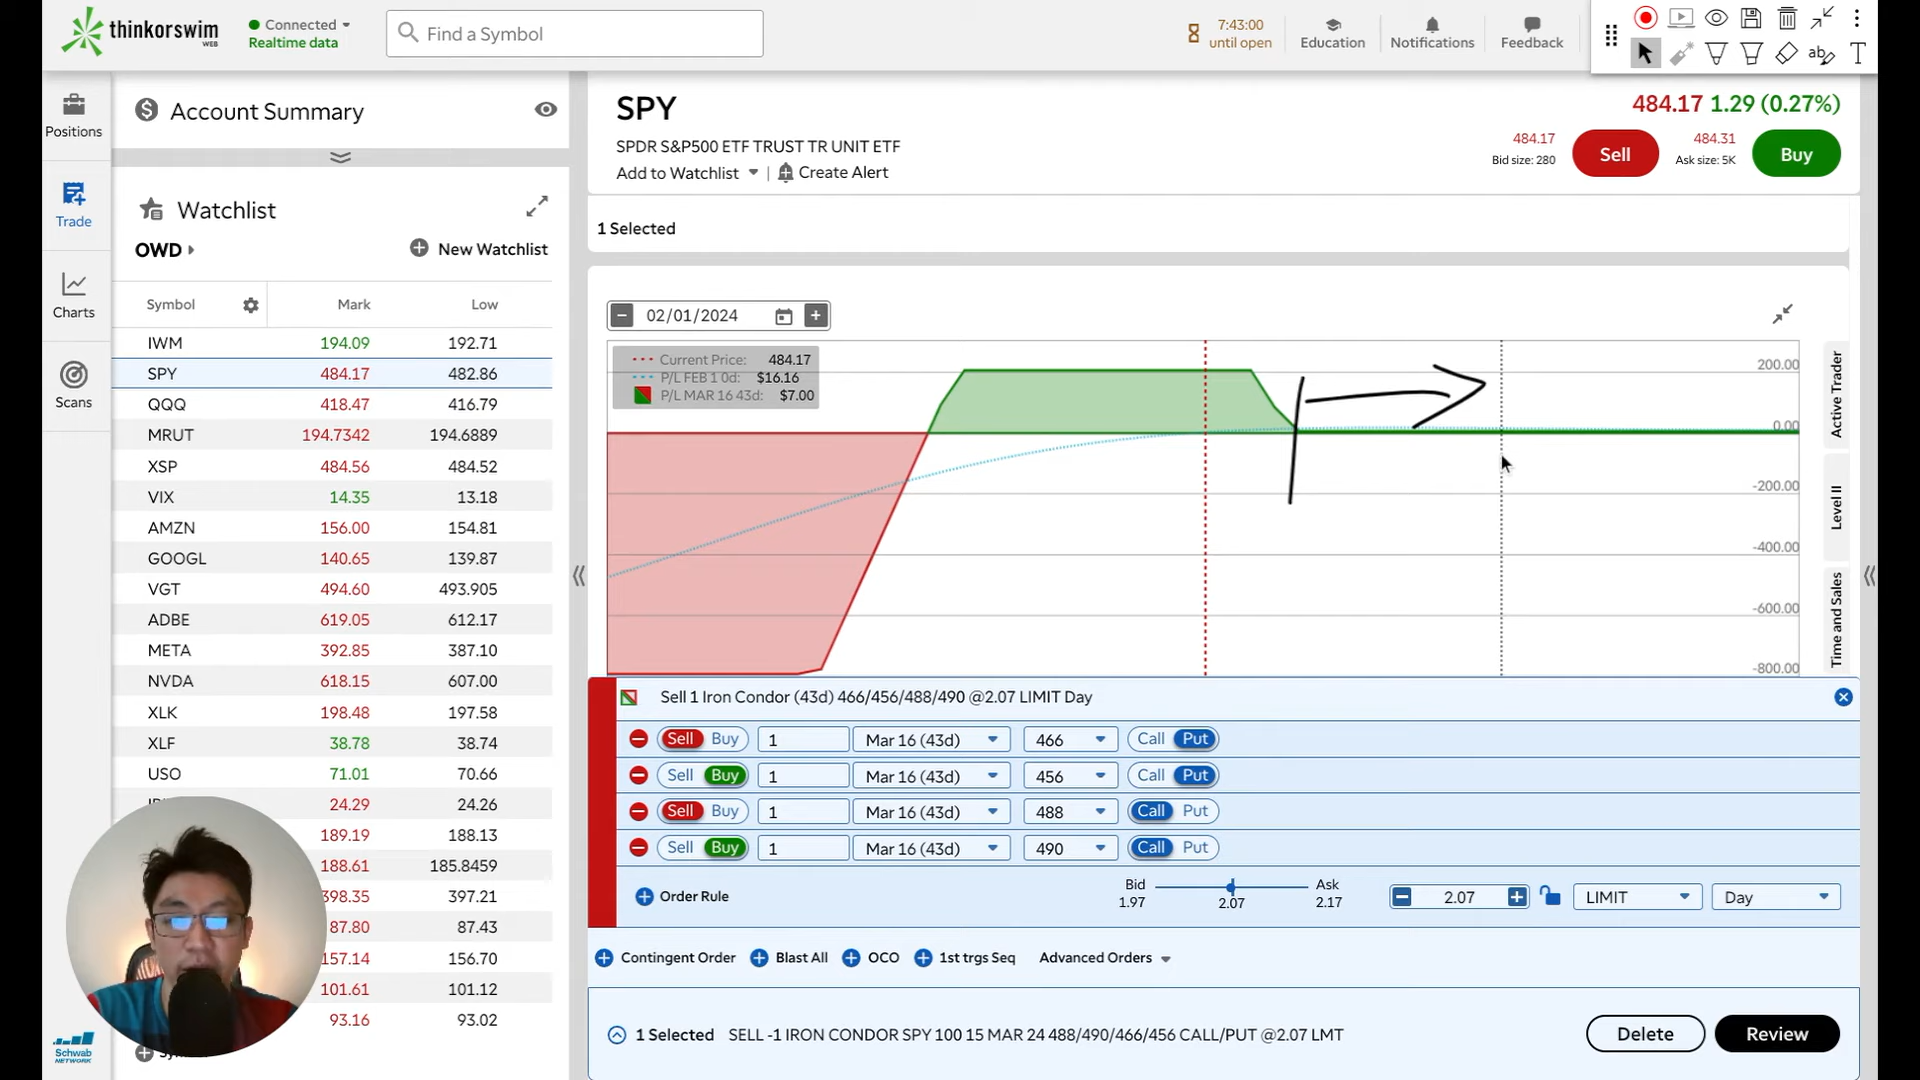 thinkorswim
WEB
Connected
Realtime data
Find a Symbol
7:43:00
until open
Education
Notifications
Feedback
ab
T
Positions
Trade
Charts
Scans
Account Summary
Watchlist
OWD
New Watchlist
Symbol Mark Low
IWM 194.09 192.71
SPY 484.17 482.86
QQQ 418.47 416.79
MRUT 194.7342 194.6889
XSP 484.56 484.52
VIX 14.35 13.18
AMZN 156.00 154.81
GOOGL 140.65 139.87
VGT 494.60 493.905
ADBE 619.05 612.17
META 392.85 387.10
NVDA 618.15 607.00
XLK 198.48 197.58
XLF 38.78 38.74
USO 71.01 70.66
24.29 24.26
189.19 188.13
188.61 185.8459
398.35 397.21
87.80 87.43
157.14 156.70
101.61 101.12
93.16 93.02
Schwab
NETWORK
SPY
SPDR S&P500 ETF TRUST TR UNIT ETF
Add to Watchlist | Create Alert
484.17 1.29 (0.27%)
484.17
Bid size: 280
Sell
484.31
Ask size: 5K
Buy
1 Selected
02/01/2024
Current Price: 484.17
P/L FEB 1 0d: $16.16
P/L MAR 16 43d: $7.00
200.00
0.00
-200.00
-400.00
-600.00
-800.00
Active Trader
Level II
Time and Sales
Sell 1 Iron Condor (43d) 466/456/488/490 @2.07 LIMIT Day
Sell Buy 1 Mar 16 (43d) 466 Call Put
Sell Buy 1 Mar 16 (43d) 456 Call Put
Sell Buy 1 Mar 16 (43d) 488 Call Put
Sell Buy 1 Mar 16 (43d) 490 Call Put
Order Rule
Bid
1.97
2.07
Ask
2.17
2.07
LIMIT
Day
Contingent Order Blast All OCO 1st trgs Seq Advanced Orders
1 Selected SELL -1 IRON CONDOR SPY 100 15 MAR 24 488/490/466/456 CALL/PUT @2.07 LMT
Delete
Review